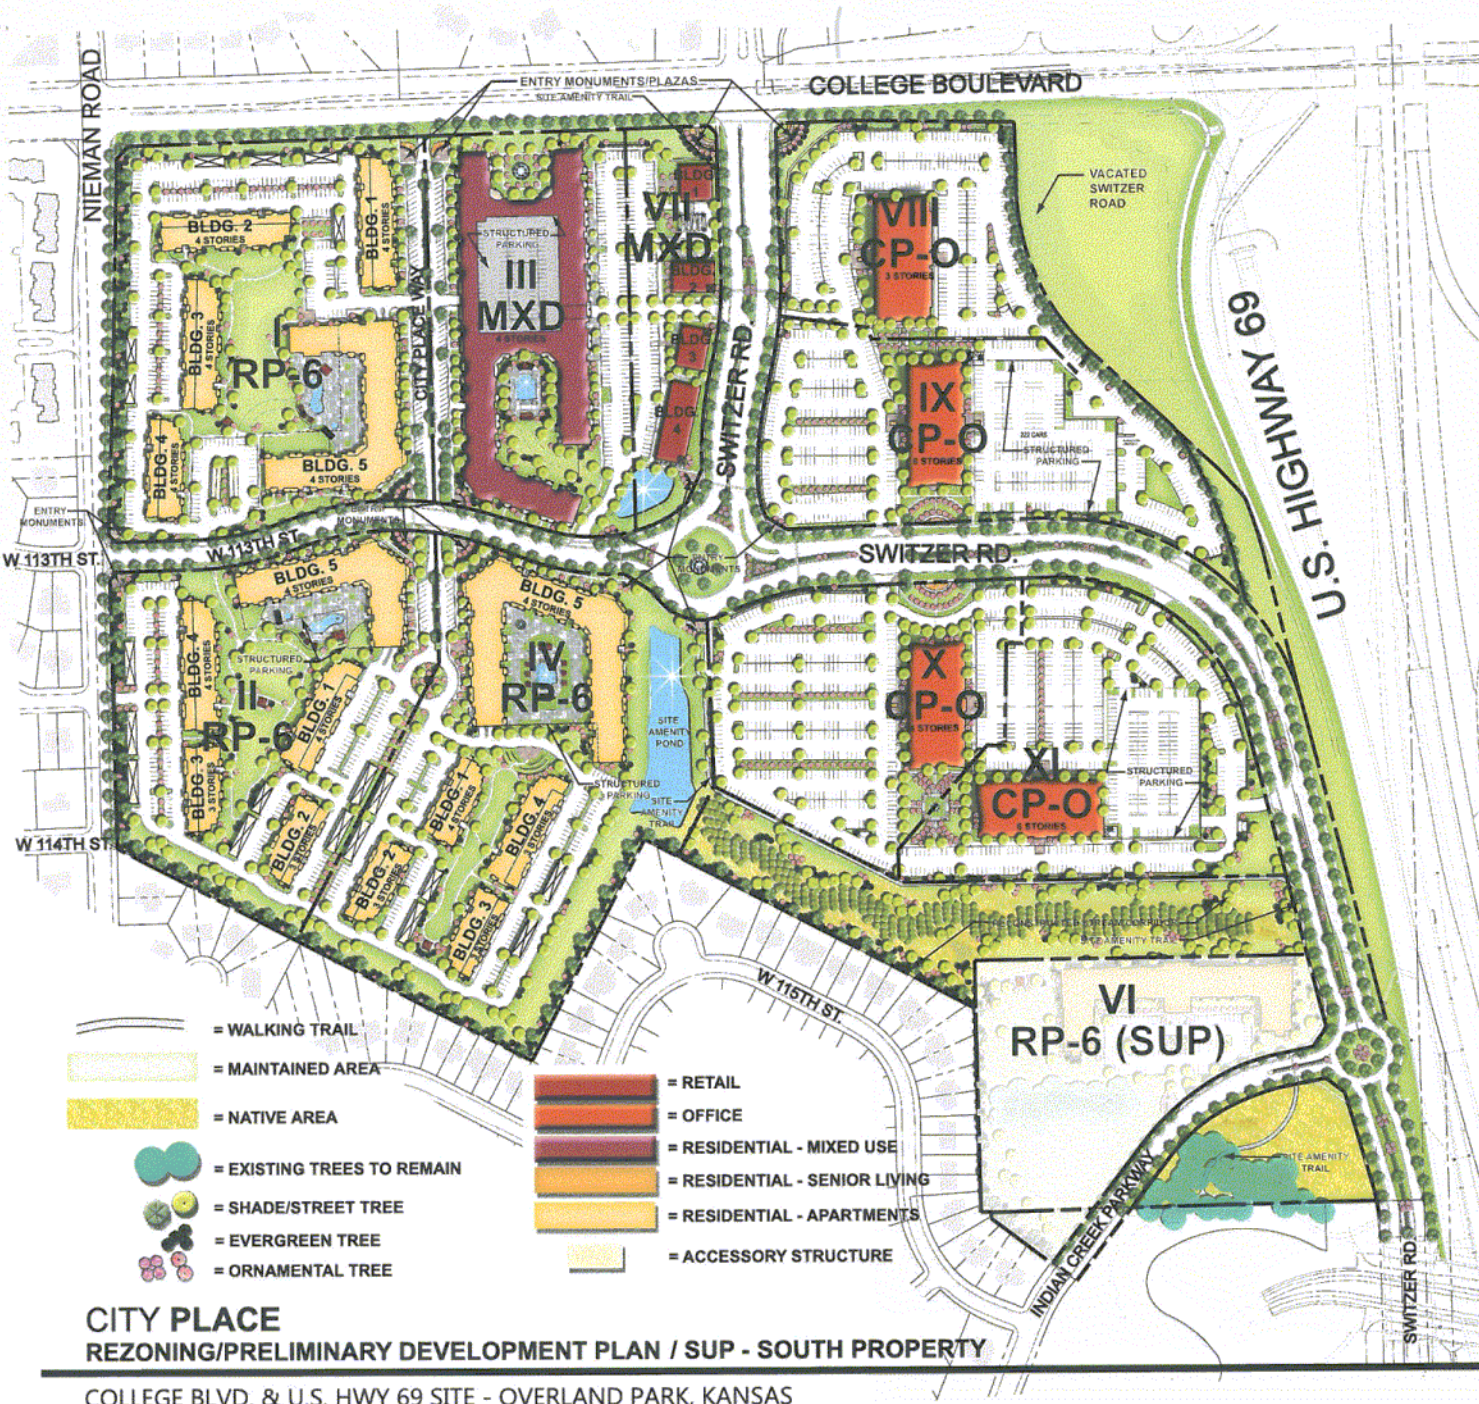 ENTRY MONUMENTS/PLAZAS
SITE AMENITY TRAIL
COLLEGE BOULEVARD
NIEMAN ROAD
VACATED
SWITZER
ROAD
U.S. HIGHWAY 69
BLDG. 1
4 STORIES
BLDG. 2
4 STORIES
BLDG. 3
4 STORIES
BLDG. 4
4 STORIES
BLDG. 5
4 STORIES
I
RP-6
CITY PLACE WAY
STRUCTURED
PARKING
III
MXD
4 STORIES
BLDG.
1
VII
MXD
BLDG.
2
BLDG.
3
BLDG.
4
SWITZER RD.
VIII
CP-O
3 STORIES
IX
CP-O
STRUCTURED
PARKING
ENTRY
MONUMENTS
ENTRY
MONUMENTS
W 113TH ST.
W 113TH ST.
ENTRY
MONUMENTS
SWITZER RD.
BLDG. 5
4 STORIES
BLDG. 4
4 STORIES
STRUCTURED
PARKING
II
RP-6
BLDG. 1
4 STORIES
BLDG. 3
3 STORIES
BLDG. 2
3 STORIES
BLDG. 5
4 STORIES
IV
RP-6
STRUCTURED
PARKING
BLDG. 1
4 STORIES
BLDG. 4
BLDG. 2
3 STORIES
BLDG. 3
SITE
AMENITY
POND
SITE
AMENITY
TRAIL
X
CP-O
XI
CP-O
6 STORIES
STRUCTURED
PARKING
W 114TH ST.
SITE AMENITY TRAIL
W 115TH ST.
VI
RP-6 (SUP)
SITE AMENITY
TRAIL
INDIAN CREEK PARKWAY
SWITZER RD.
= WALKING TRAIL
= MAINTAINED AREA
= NATIVE AREA
= EXISTING TREES TO REMAIN
= SHADE/STREET TREE
= EVERGREEN TREE
= ORNAMENTAL TREE
= RETAIL
= OFFICE
= RESIDENTIAL - MIXED USE
= RESIDENTIAL - SENIOR LIVING
= RESIDENTIAL - APARTMENTS
= ACCESSORY STRUCTURE
CITY PLACE
REZONING/PRELIMINARY DEVELOPMENT PLAN / SUP - SOUTH PROPERTY
COLLEGE BLVD. & U.S. HWY 69 SITE - OVERLAND PARK, KANSAS